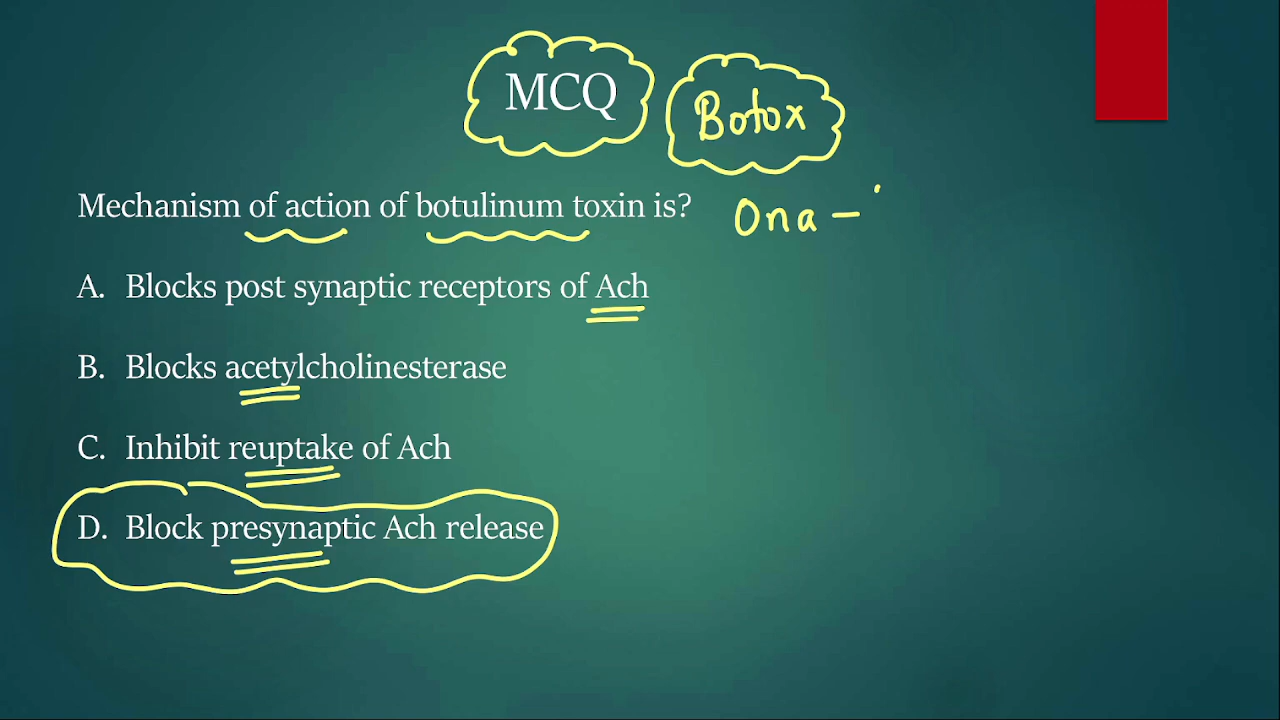 MCQ
Botox
Mechanism of action of botulinum toxin is?
Ona –
A. Blocks post synaptic receptors of Ach
B. Blocks acetylcholinesterase
C. Inhibit reuptake of Ach
D. Block presynaptic Ach release